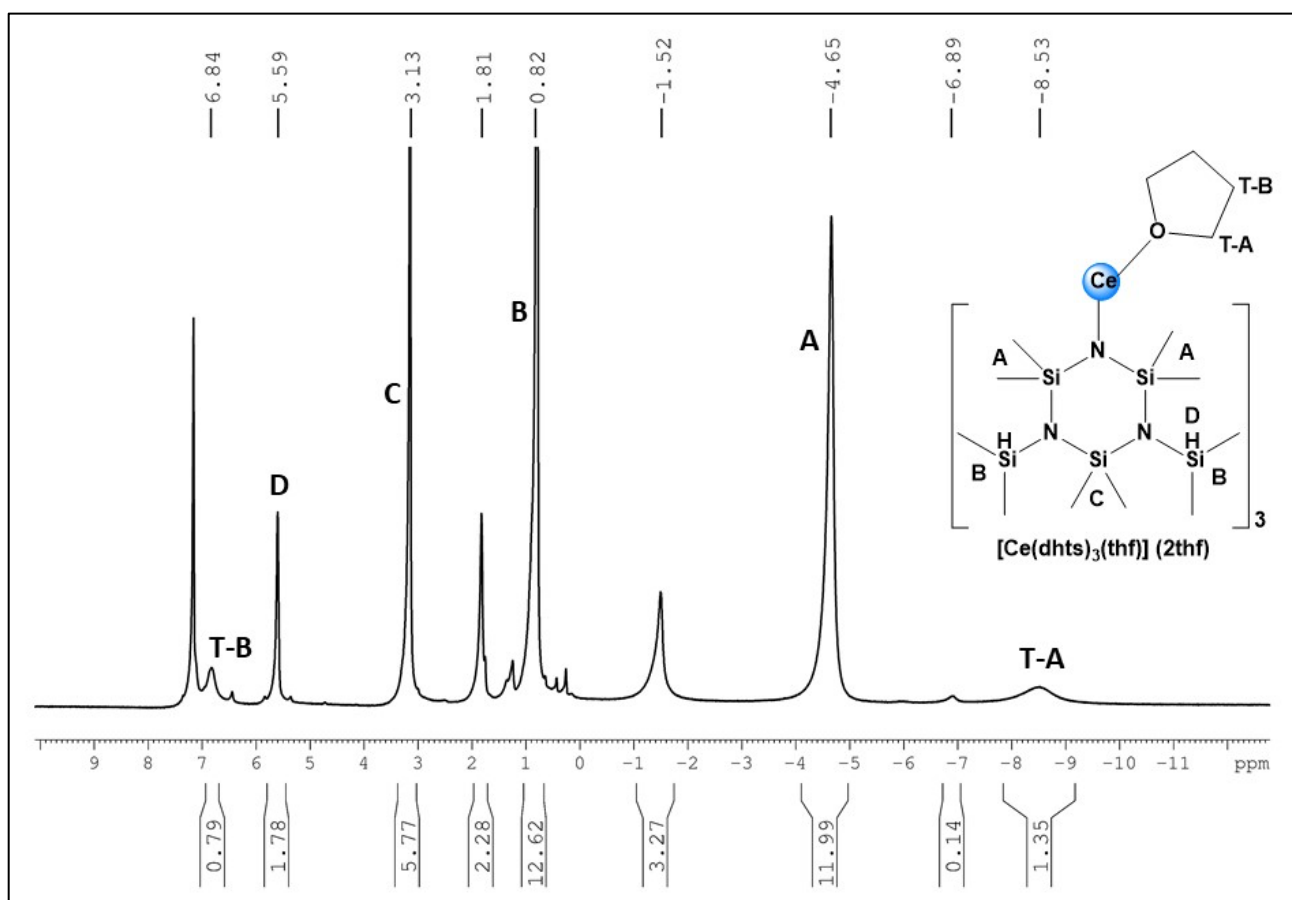 6.84 5.59 3.13 1.81 0.82 -1.52 -4.65 -6.89 -8.53
T-B
O
T-A
Ce
B
N
A
A
A
Si
Si
C
D
N
N
H
H
D
Si
Si
Si
B
B
C
3
T-B
T-A
[Ce(dhts)3(thf)] (2thf)
9 8 7 6 5 4 3 2 1 0 -1 -2 -3 -4 -5 -6 -7 -8 -9 -10 -11 ppm
0.79 1.78 5.77 2.28 12.62 3.27 11.99 0.14 1.35